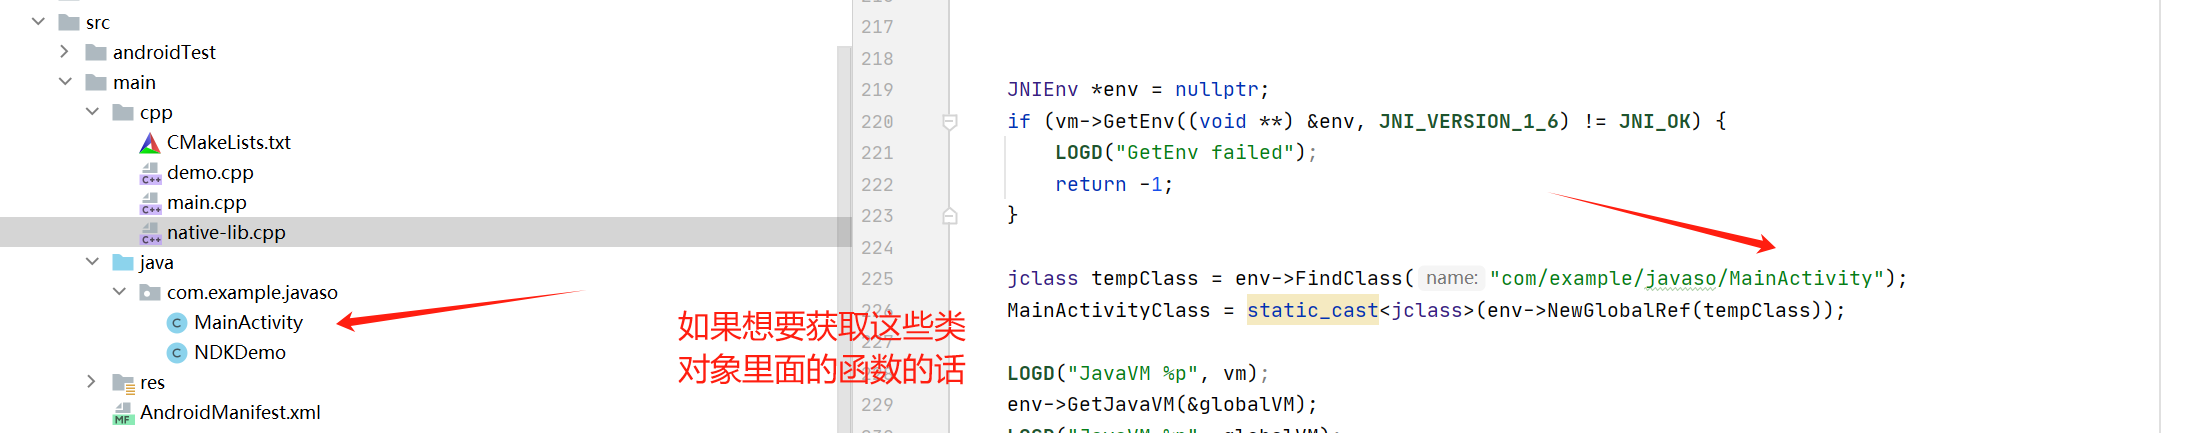 src
androidTest
main
cpp
CMakeLists.txt
demo.cpp
main.cpp
native-lib.cpp
java
com.example.javaso
MainActivity
NDKDemo
res
AndroidManifest.xml
如果想要获取这些类
对象里面的函数的话
217
218
219 JNIEnv *env = nullptr;
220 if (vm->GetEnv((void **) &env, JNI_VERSION_1_6) != JNI_OK) {
221 LOGD("GetEnv failed");
222 return -1;
223 }
224
225 jclass tempClass = env->FindClass( name: "com/example/javaso/MainActivity");
226 MainActivityClass = static_cast<jclass>(env->NewGlobalRef(tempClass));
227
LOGD("JavaVM %p", vm);
229 env->GetJavaVM(&globalVM);
LOGD("JavaVM %p", globalVM);